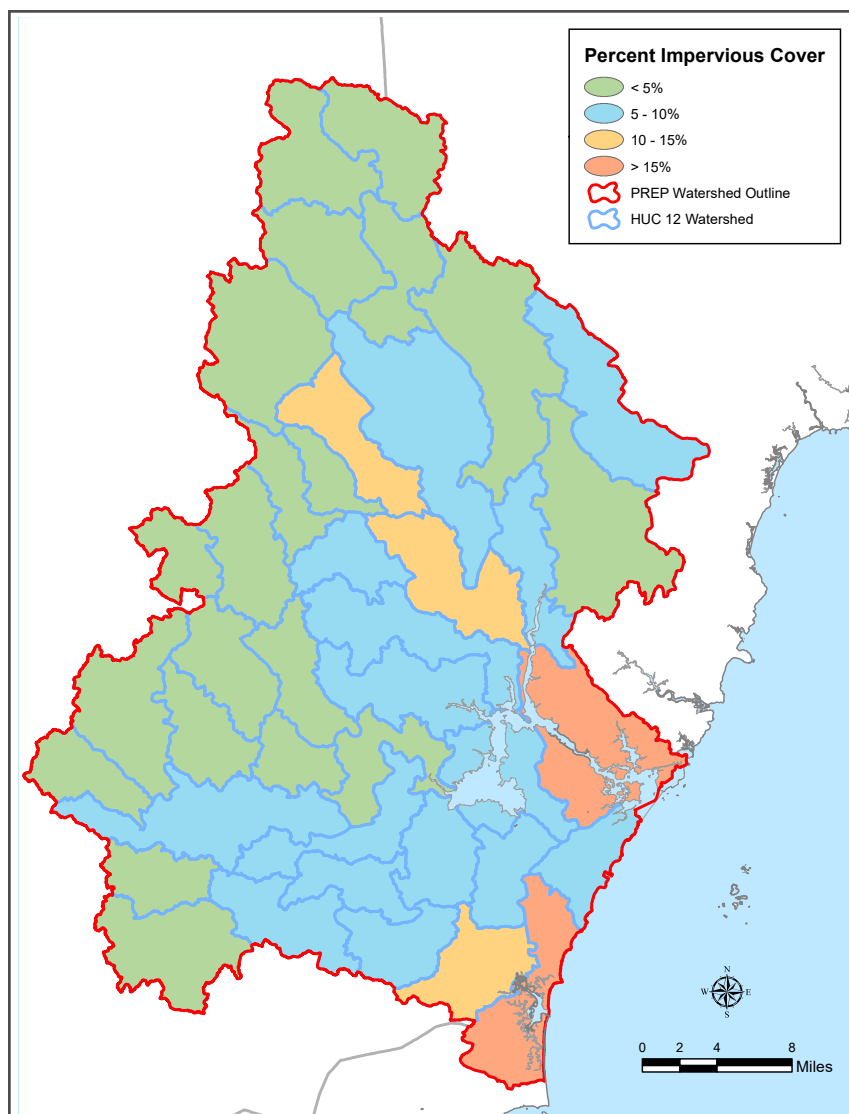 Percent Impervious Cover
< 5%
5 - 10%
10 - 15%
> 15%
PREP Watershed Outline
HUC 12 Watershed
N
W E
S
0 2 4 8
Miles